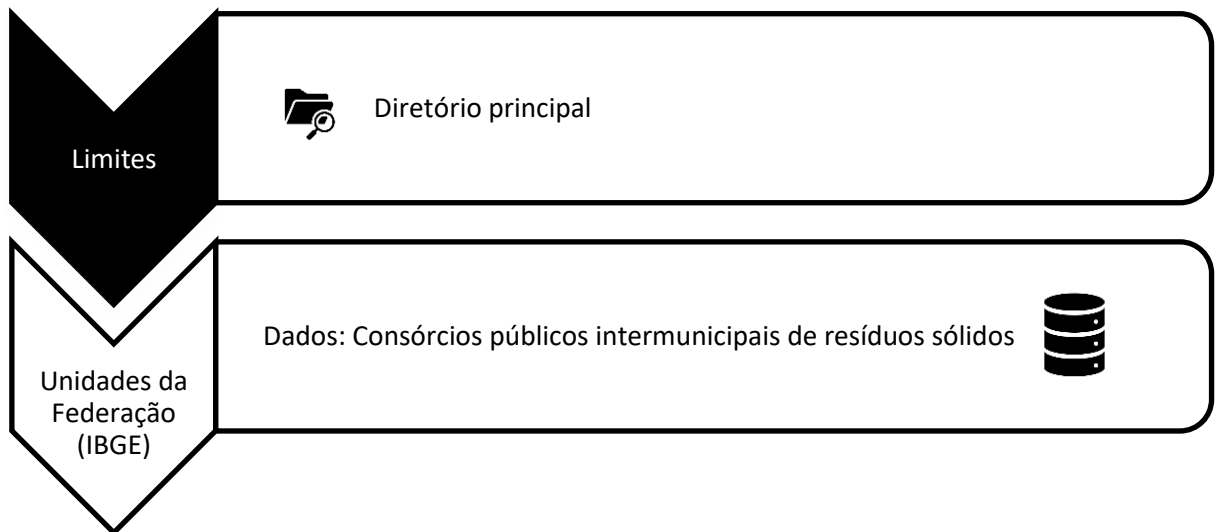 Limites
Diretório principal
Unidades da
Federação
(IBGE)
Dados: Consórcios públicos intermunicipais de resíduos sólidos